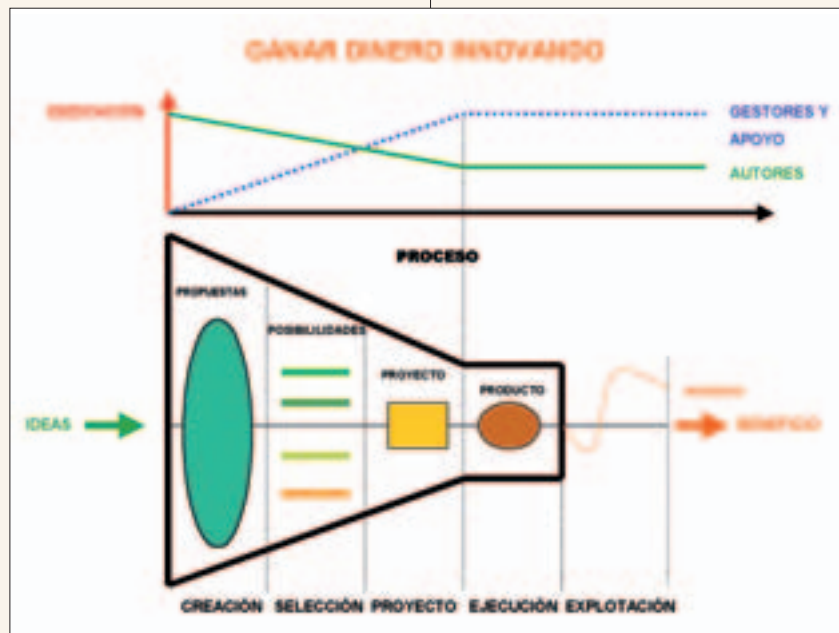 GANAR DINERO INNOVANDO
DEDICACIÓN
GESTORES Y
APOYO
AUTORES
PROCESO
PROPUESTAS
POSIBILIDADES
PROYECTO
PRODUCTO
IDEAS
BENEFICIO
CREACIÓN SELECCIÓN PROYECTO EJECUCIÓN EXPLOTACIÓN